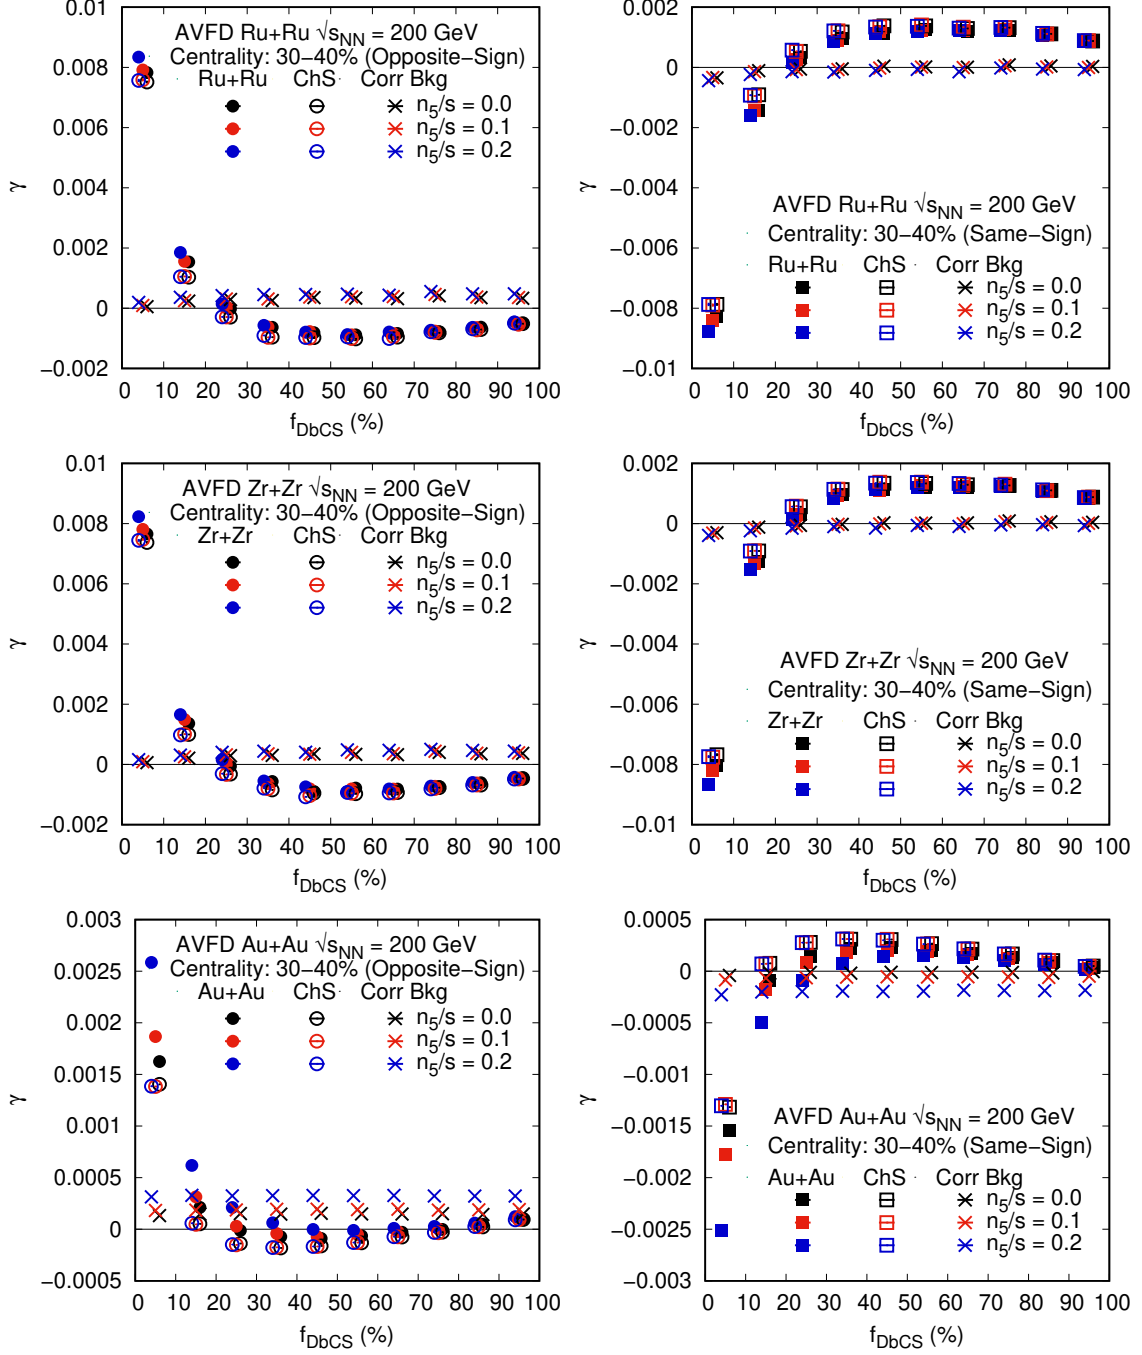 AVFD Ru+Ru √sNN = 200 GeV
Centrality: 30−40% (Opposite-Sign)
Ru+Ru ChS Corr Bkg
n5/s = 0.0
n5/s = 0.1
n5/s = 0.2
0.01
0.008
0.006
0.004
0.002
0
−0.002
γ
0 10 20 30 40 50 60 70 80 90 100
fDbCS (%)
0.002
0
−0.002
−0.004
−0.006
−0.008
−0.01
γ
AVFD Ru+Ru √sNN = 200 GeV
Centrality: 30−40% (Same−Sign)
Ru+Ru ChS Corr Bkg
n5/s = 0.0
n5/s = 0.1
n5/s = 0.2
0 10 20 30 40 50 60 70 80 90 100
fDbCS (%)
AVFD Zr+Zr √sNN = 200 GeV
Centrality: 30−40% (Opposite−Sign)
Zr+Zr ChS Corr Bkg
n5/s = 0.0
n5/s = 0.1
n5/s = 0.2
0.01
0.008
0.006
0.004
0.002
0
−0.002
γ
0 10 20 30 40 50 60 70 80 90 100
fDbCS (%)
0.002
0
−0.002
−0.004
−0.006
−0.008
−0.01
γ
AVFD Zr+Zr √sNN = 200 GeV
Centrality: 30−40% (Same−Sign)
Zr+Zr ChS Corr Bkg
n5/s = 0.0
n5/s = 0.1
n5/s = 0.2
0 10 20 30 40 50 60 70 80 90 100
fDbCS (%)
AVFD Au+Au √sNN = 200 GeV
Centrality: 30−40% (Opposite−Sign)
Au+Au ChS Corr Bkg
n5/s = 0.0
n5/s = 0.1
n5/s = 0.2
0.003
0.0025
0.002
0.0015
0.001
0.0005
0
−0.0005
γ
0 10 20 30 40 50 60 70 80 90 100
fDbCS (%)
0.0005
0
−0.0005
−0.001
−0.0015
−0.002
−0.0025
−0.003
γ
AVFD Au+Au √sNN = 200 GeV
Centrality: 30−40% (Same−Sign)
Au+Au ChS Corr Bkg
n5/s = 0.0
n5/s = 0.1
n5/s = 0.2
0 10 20 30 40 50 60 70 80 90 100
fDbCS (%)